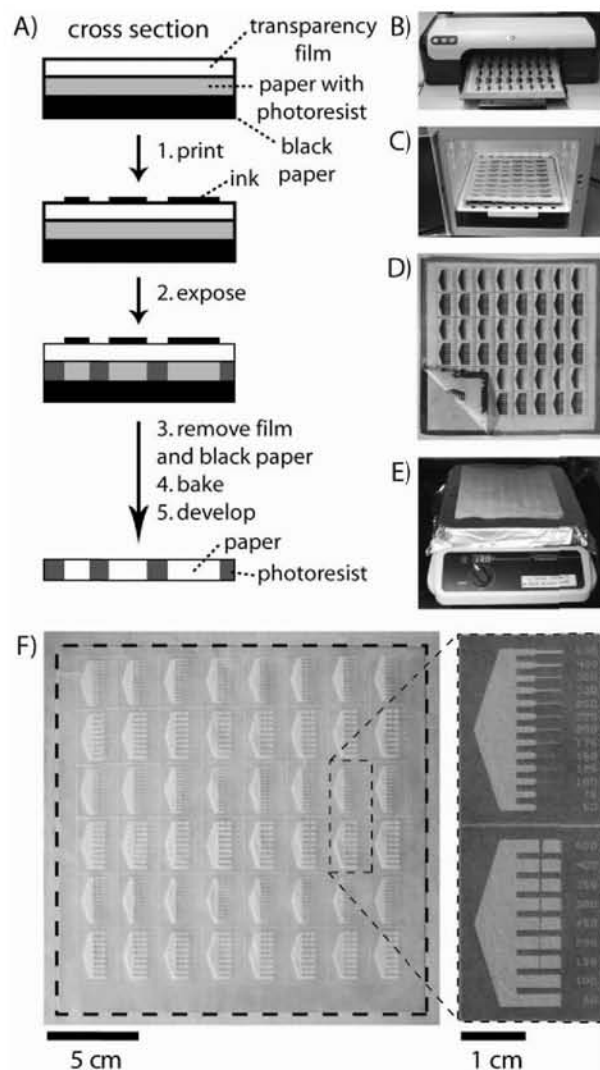 A)
cross section
transparency
film
paper with
photoresist
black
paper
1. print
ink
2. expose
3. remove film
and black paper
4. bake
5. develop
paper
photoresist
B)
C)
D)
E)
F)
5 cm
1 cm